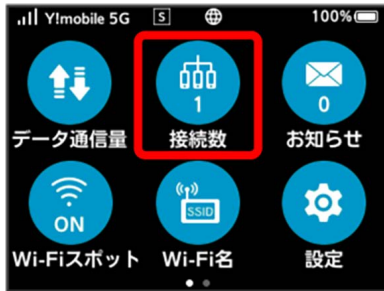 Y!mobile 5G S 100%
1 0
データ通信量 接続数 お知らせ
ON SSID
Wi-Fiスポット Wi-Fi名 設定